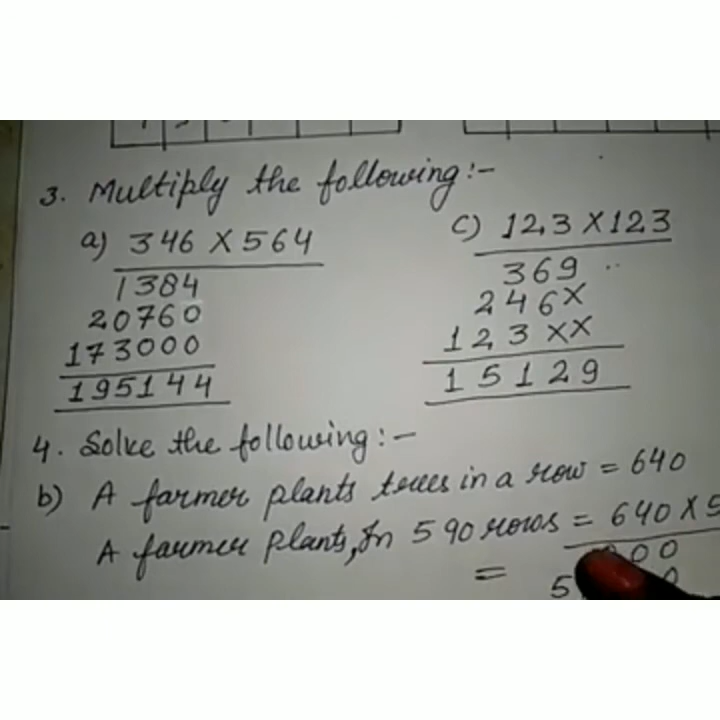 3. Multiply the following:-
a) 346 X 564
1384
20760
173000
195144
c) 123 X 123
369
246X
123XX
15129
4. Solve the following:-
b) A farmer plants trees in a row = 640
A farmer plants, In 590 rows = 640 X 5
=